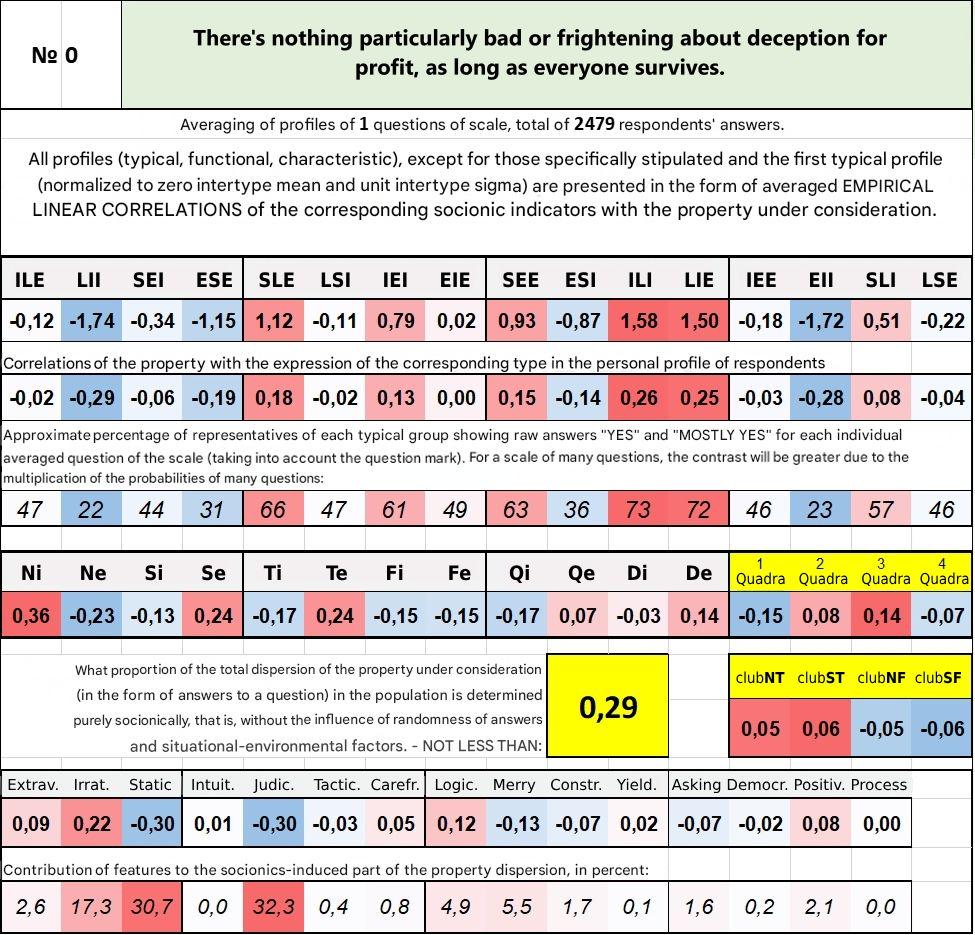 № 0
There's nothing particularly bad or frightening about deception for
profit, as long as everyone survives.
Averaging of profiles of 1 questions of scale, total of 2479 respondents' answers.
All profiles (typical, functional, characteristic), except for those specifically stipulated and the first typical profile
(normalized to zero intertype mean and unit intertype sigma) are presented in the form of averaged EMPIRICAL
LINEAR CORRELATIONS of the corresponding socionic indicators with the property under consideration.
ILE LII SEI ESE SLE LSI IEI EIE SEE ESI ILI LIE IEE EII SLI LSE
-0,12 -1,74 -0,34 -1,15 1,12 -0,11 0,79 0,02 0,93 -0,87 1,58 1,50 -0,18 -1,72 0,51 -0,22
Correlations of the property with the expression of the corresponding type in the personal profile of respondents
-0,02 -0,29 -0,06 -0,19 0,18 -0,02 0,13 0,00 0,15 -0,14 0,26 0,25 -0,03 -0,28 0,08 -0,04
Approximate percentage of representatives of each typical group showing raw answers "YES" and "MOSTLY YES" for each individual
averaged question of the scale (taking into account the question mark). For a scale of many questions, the contrast will be greater due to the
multiplication of the probabilities of many questions:
47 22 44 31 66 47 61 49 63 36 73 72 46 23 57 46
Ni Ne Si Se Ti Te Fi Fe Qi Qe Di De 1 Quadra 2 Quadra 3 Quadra 4 Quadra
0,36 -0,23 -0,13 0,24 -0,17 0,24 -0,15 -0,15 -0,17 0,07 -0,03 0,14 -0,15 0,08 0,14 -0,07
What proportion of the total dispersion of the property under consideration
(in the form of answers to a question) in the population is determined
purely socionically, that is, without the influence of randomness of answers
and situational-environmental factors. - NOT LESS THAN:
0,29
clubNT clubST clubNF clubSF
0,05 0,06 -0,05 -0,06
Extrav. Irrat. Static Intuit. Judic. Tactic. Carefr. Logic. Merry Constr. Yield. Asking Democr. Positiv. Process
0,09 0,22 -0,30 0,01 -0,30 -0,03 0,05 0,12 -0,13 -0,07 0,02 -0,07 -0,02 0,08 0,00
Contribution of features to the socionics-induced part of the property dispersion, in percent:
2,6 17,3 30,7 0,0 32,3 0,4 0,8 4,9 5,5 1,7 0,1 1,6 0,2 2,1 0,0